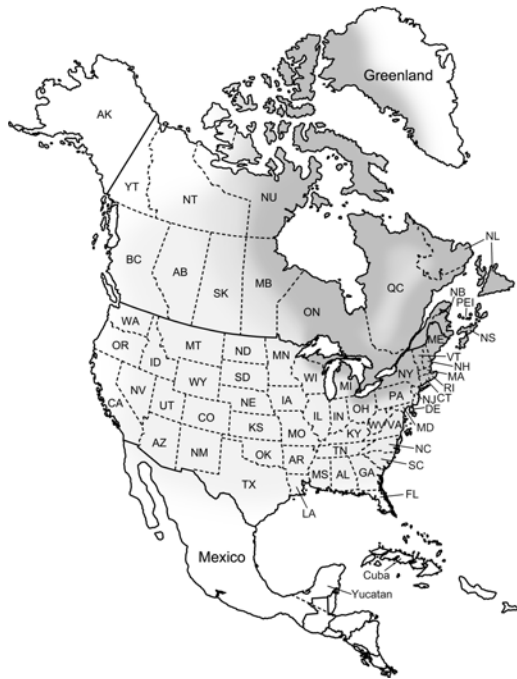 Greenland
AK
YT
NT
NU
NL
BC
AB
SK
MB
ON
QC
NB
PEI
NS
WA
OR
ID
MT
ND
MN
WI
MI
NY
ME
VT
NH
MA
RI
CT
NJ
DE
MD
CA
NV
UT
WY
SD
NE
IA
IL
IN
OH
PA
CO
KS
MO
KY
WV
VA
AZ
NM
OK
AR
TN
NC
SC
TX
LA
MS
AL
GA
FL
Mexico
Cuba
Yucatan